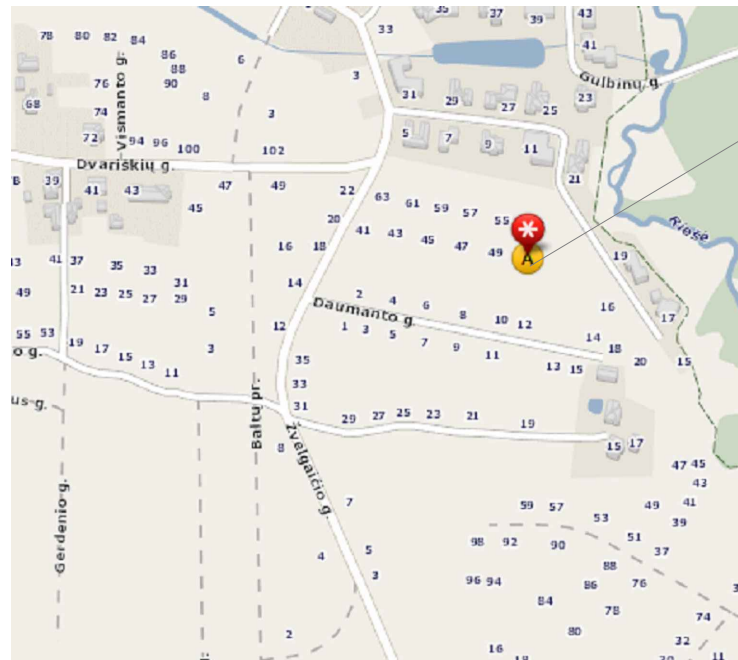 35 37 39 43
78 80 82 84 33 41
86 6
88 3 Gulbinų g.
76 90 8 31 29 27 25 23
68 74 3
Vismanto g.
72 94 96 100 102 5 7 9 11
Dvariškių g.
39 41 43 47 49 22 21
45 63 61 59 57 55
20 Riešė
41 43 45 47 49
16 18 A 19
41 37 35 33
31 14
49 21 23 25 27 29 2 4 6 8 10 12 16 17
5 Daumanto g.
55 53 19 17 15 13 11 3 12 1 3 5 7 9 11 14 18 20 15
o g. 35 13 15
us g. 33
31 29 27 25 23 21 19
Baltų pr.
8 15 17
Žvelgaičio g.
47 45
43
Gerdenio g.
7 59 57 53 49 41
39
98 92 90 51 37
4 5 3 88
96 94 86 76
84 78 74
2 80 32
16 18 11